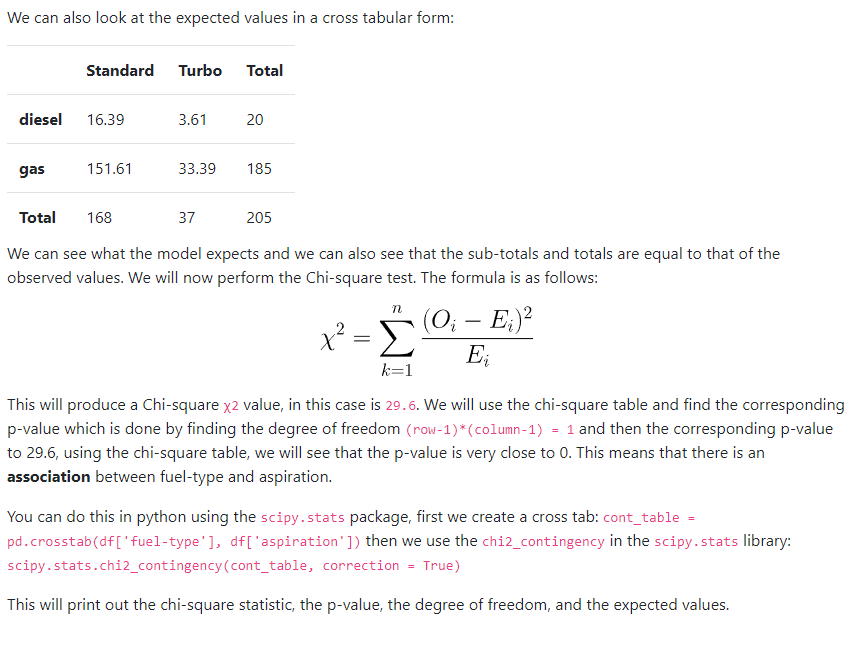 We can also look at the expected values in a cross tabular form:
Standard Turbo Total
diesel 16.39 3.61 20
gas 151.61 33.39 185
Total 168 37 205
We can see what the model expects and we can also see that the sub-totals and totals are equal to that of the
observed values. We will now perform the Chi-square test. The formula is as follows:
χ² = ∑ₖ₌₁ⁿ (Oᵢ − Eᵢ)² / Eᵢ
This will produce a Chi-square χ2 value, in this case is 29.6. We will use the chi-square table and find the corresponding
p-value which is done by finding the degree of freedom (row-1)*(column-1) = 1 and then the corresponding p-value
to 29.6, using the chi-square table, we will see that the p-value is very close to 0. This means that there is an
association between fuel-type and aspiration.
You can do this in python using the scipy.stats package, first we create a cross tab: cont_table =
pd.crosstab(df['fuel-type'], df['aspiration']) then we use the chi2_contingency in the scipy.stats library:
scipy.stats.chi2_contingency(cont_table, correction = True)
This will print out the chi-square statistic, the p-value, the degree of freedom, and the expected values.